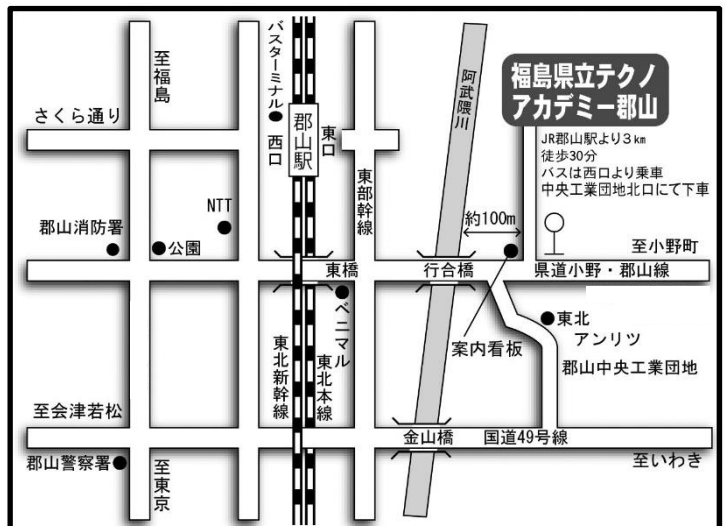 至福島
バスターミナル
西口
郡山駅
東口
東部幹線
阿武隈川
福島県立テクノ
アカデミー郡山
JR郡山駅より3km
徒歩30分
バスは西口より乗車
中央工業団地北口にて下車
さくら通り
NTT
郡山消防署
公園
約100m
至小野町
東橋
行合橋
県道小野・郡山線
ベニマル
案内看板
東北
アンリツ
郡山中央工業団地
東北新幹線
東北本線
至会津若松
金山橋
国道49号線
郡山警察署
至東京
至いわき